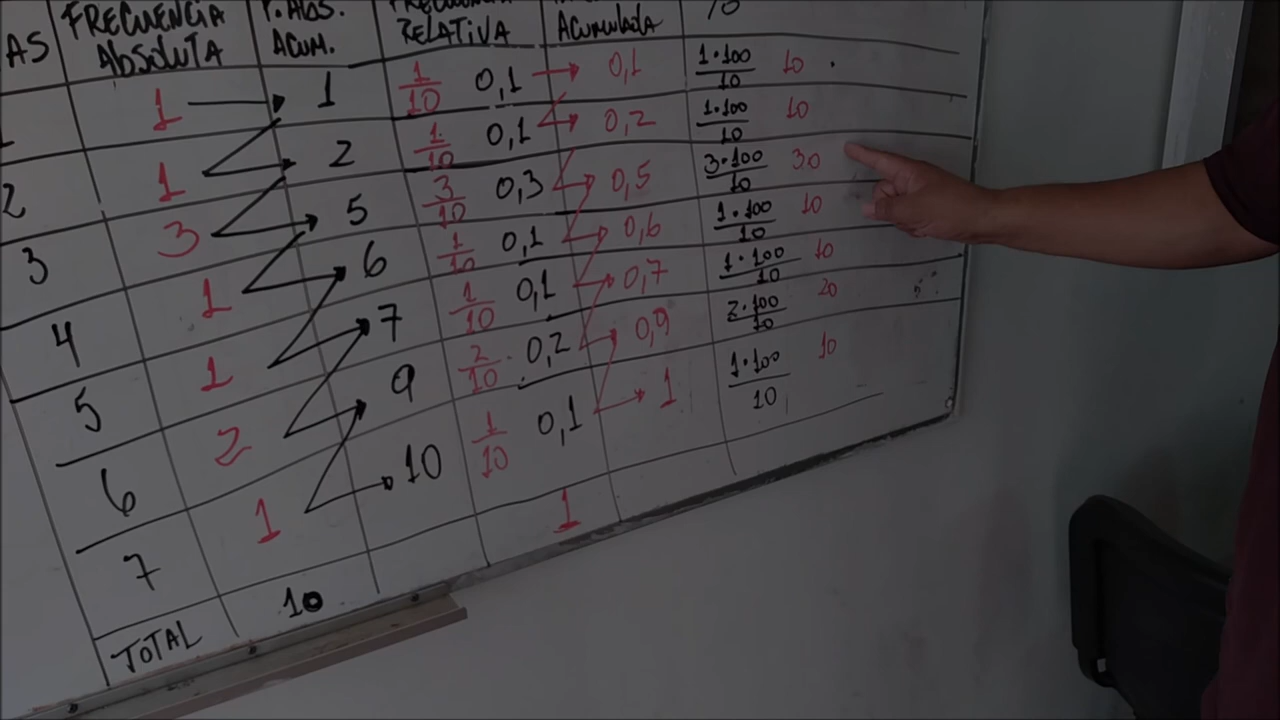 AS FRECUENCIA ABSOLUTA F. ABS. ACUM. RELATIVA ACUMULADA
1 1 1/10 0,1 0,1 1·100/10 10
2 1 2 1/10 0,1 0,2 1·100/10 10
3 3 5 3/10 0,3 0,5 3·100/10 30
4 1 6 1/10 0,1 0,6 1·100/10 10
5 1 7 1/10 0,1 0,7 1·100/10 10
6 2 9 2/10 0,2 0,9 2·100/10 20
7 1 10 1/10 0,1 1 1·100/10 10
TOTAL 10 1